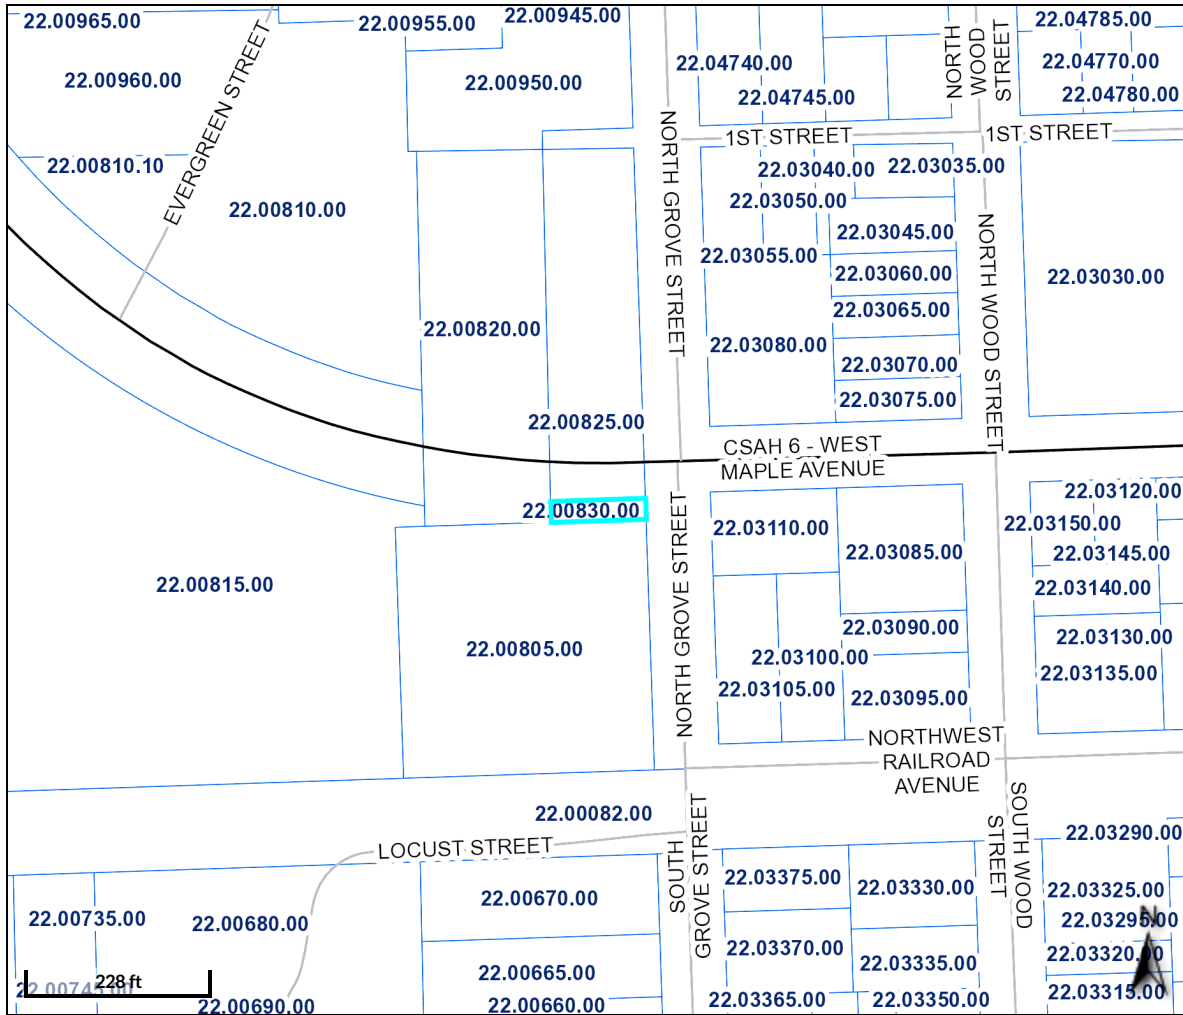 22.00965.00
22.00955.00
22.00945.00
22.04785.00
EVERGREEN STREET
22.00960.00
22.00950.00
22.04740.00
22.04745.00
NORTH
WOOD
STREET
22.04770.00
22.04780.00
1ST STREET
1ST STREET
22.00810.10
22.00810.00
NORTH GROVE STREET
22.03040.00
22.03035.00
22.03050.00
22.03045.00
22.03055.00
22.03060.00
NORTH WOOD STREET
22.03030.00
22.03065.00
22.00820.00
22.03080.00
22.03070.00
22.03075.00
22.00825.00
CSAH 6 - WEST
MAPLE AVENUE
22.00830.00
NORTH GROVE STREET
22.03110.00
22.03085.00
22.03120.00
22.03150.00
22.03145.00
22.03140.00
22.00815.00
22.00805.00
22.03090.00
22.03100.00
22.03105.00
22.03095.00
22.03130.00
22.03135.00
NORTHWEST
RAILROAD
AVENUE
22.00082.00
LOCUST STREET
SOUTH
GROVE STREET
SOUTH WOOD
STREET
22.03290.00
22.03375.00
22.03330.00
22.03325.00
22.00670.00
22.00735.00
22.00680.00
22.03295.00
N
22.03370.00
22.03335.00
22.03320.00
22.00665.00
22.00745.00
228 ft
22.00690.00
22.00660.00
22.03365.00
22.03350.00
22.03315.00